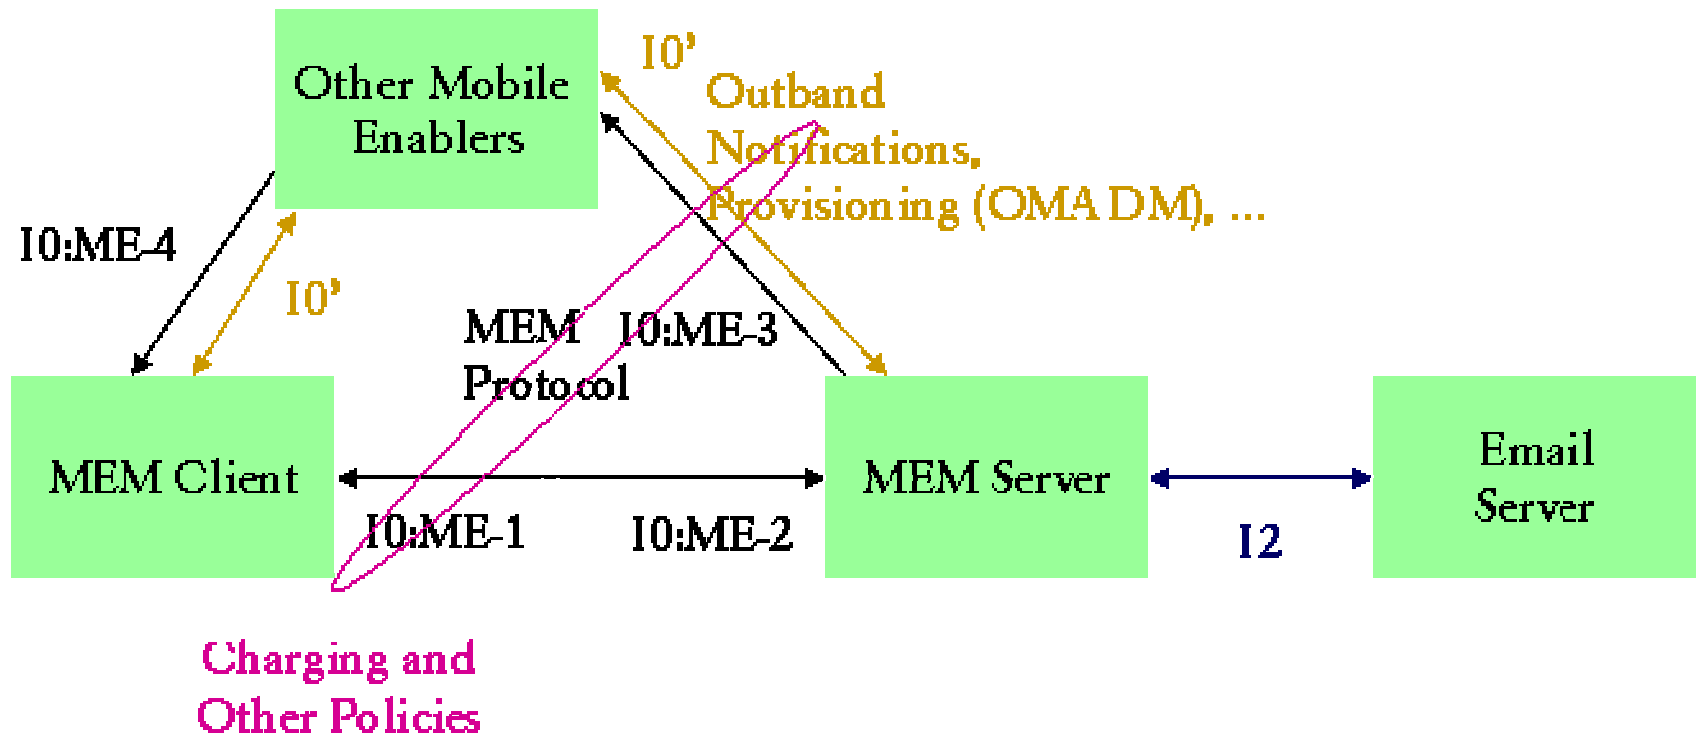 I0’
Other Mobile
Enablers
Outband
Notifications,
Provisioning (OMA DM), ...
I0:ME-4
I0’
MEM
Protocol
I0:ME-3
MEM Client
MEM Server
Email
Server
I0:ME-1
I0:ME-2
I2
Charging and
Other Policies